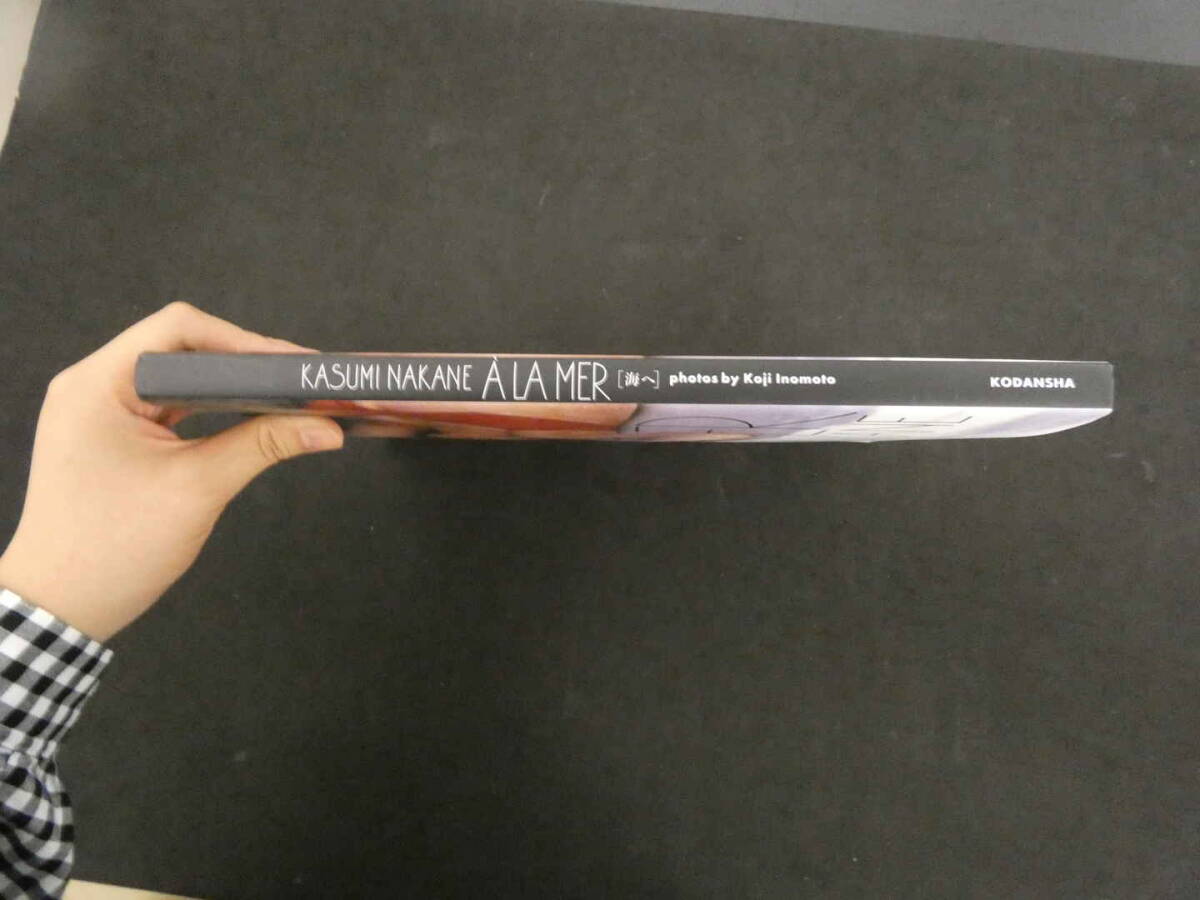 KASUMI NAKANE À LA MER [海へ] photos by Koji Inomoto KODANSHA